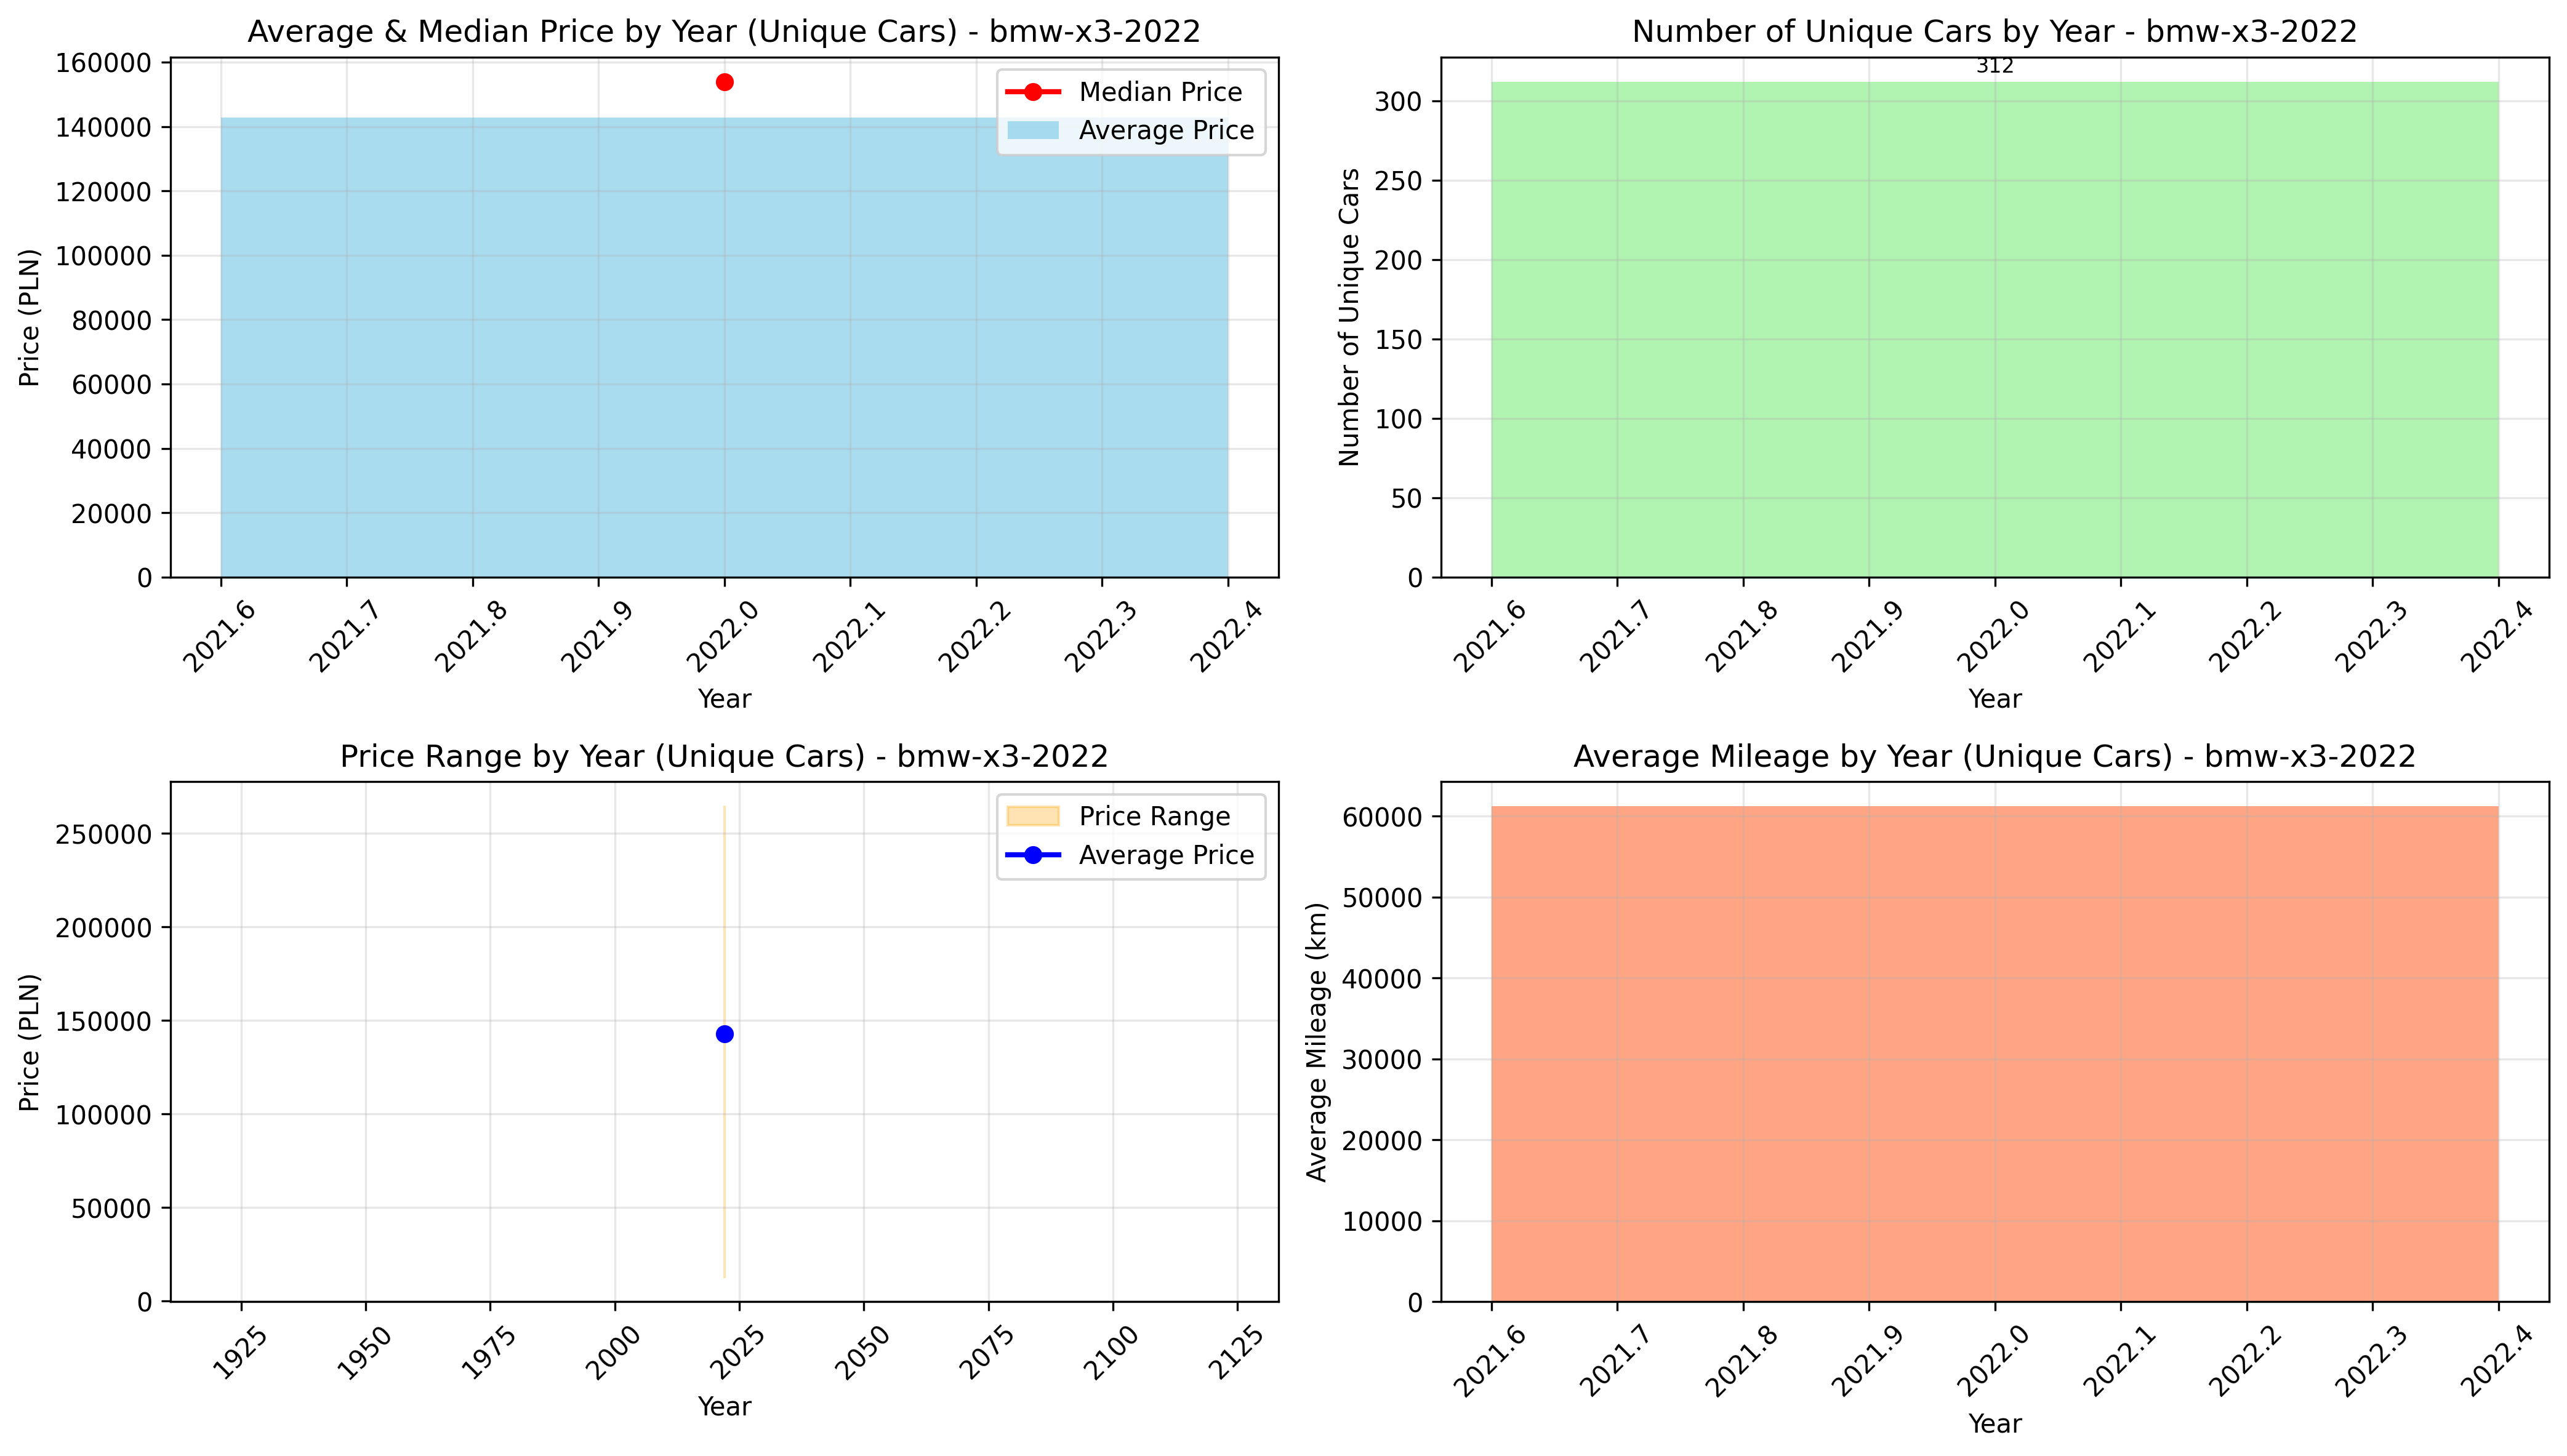 Average & Median Price by Year (Unique Cars) - bmw-x3-2022
160000
140000
120000
100000
80000
60000
40000
20000
0
Price (PLN)
Median Price
Average Price
2021.6 2021.7 2021.8 2021.9 2022.0 2022.1 2022.2 2022.3 2022.4
Year
Number of Unique Cars by Year - bmw-x3-2022
312
300
250
200
150
100
50
0
Number of Unique Cars
2021.6 2021.7 2021.8 2021.9 2022.0 2022.1 2022.2 2022.3 2022.4
Year
Price Range by Year (Unique Cars) - bmw-x3-2022
250000
200000
150000
100000
50000
0
Price (PLN)
Price Range
Average Price
1925 1950 1975 2000 2025 2050 2075 2100 2125
Year
Average Mileage by Year (Unique Cars) - bmw-x3-2022
60000
50000
40000
30000
20000
10000
0
Average Mileage (km)
2021.6 2021.7 2021.8 2021.9 2022.0 2022.1 2022.2 2022.3 2022.4
Year